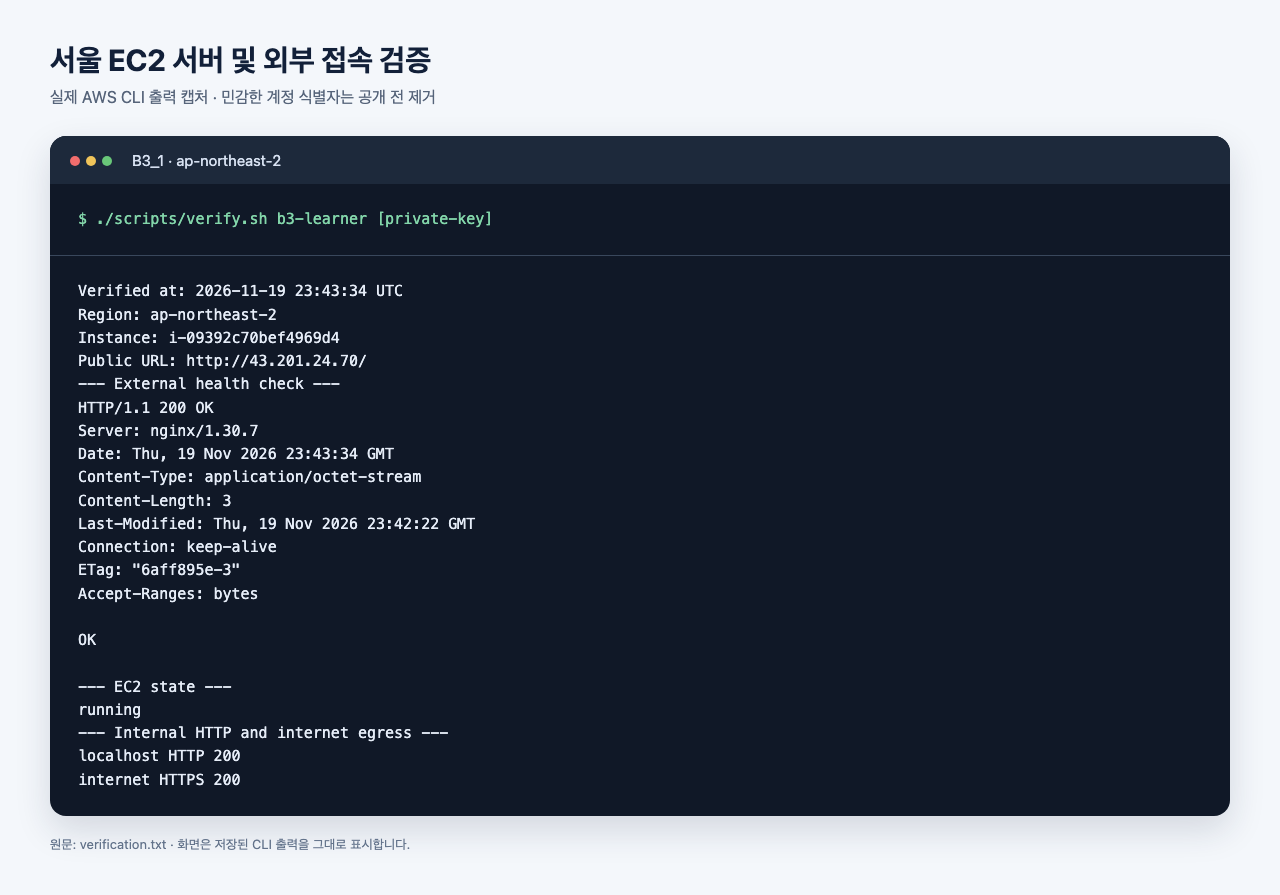 서울 EC2 서버 및 외부 접속 검증
실제 AWS CLI 출력 캡처 · 민감한 계정 식별자는 공개 전 제거
B3_1 · ap-northeast-2
$ ./scripts/verify.sh b3-learner [private-key]
Verified at: 2026-11-19 23:43:34 UTC
Region: ap-northeast-2
Instance: i-09392c70bef4969d4
Public URL: http://43.201.24.70/
--- External health check ---
HTTP/1.1 200 OK
Server: nginx/1.30.7
Date: Thu, 19 Nov 2026 23:43:34 GMT
Content-Type: application/octet-stream
Content-Length: 3
Last-Modified: Thu, 19 Nov 2026 23:42:22 GMT
Connection: keep-alive
ETag: "6aff895e-3"
Accept-Ranges: bytes
OK
--- EC2 state ---
running
--- Internal HTTP and internet egress ---
localhost HTTP 200
internet HTTPS 200
원문: verification.txt · 화면은 저장된 CLI 출력을 그대로 표시합니다.